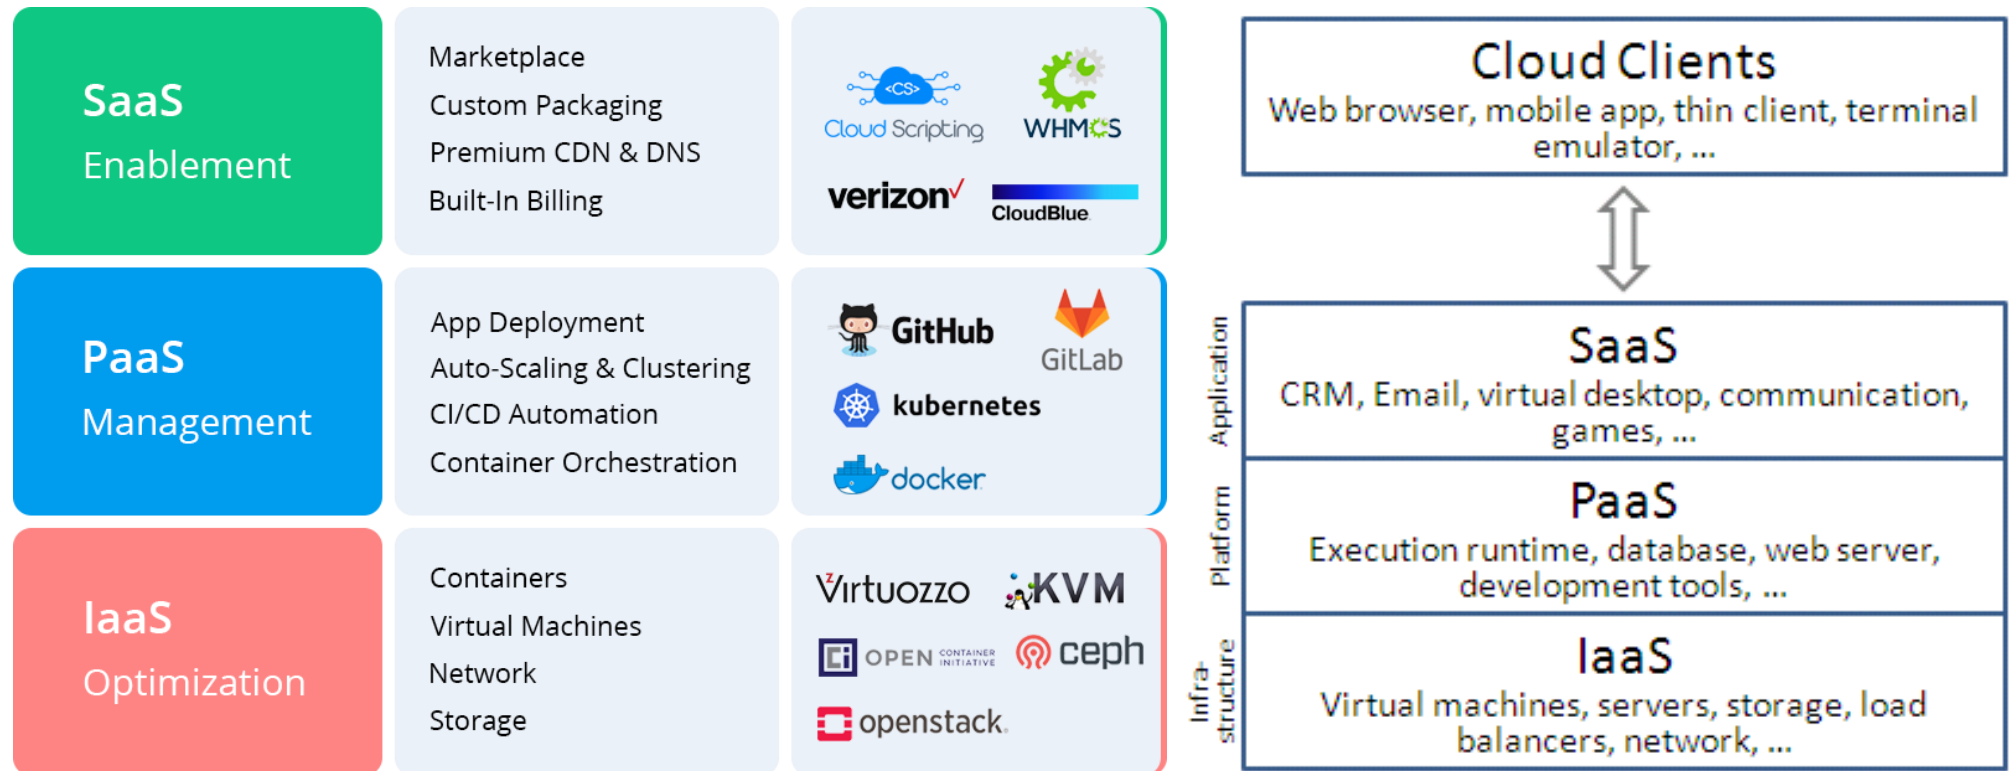 SaaS
Enablement
Marketplace
Custom Packaging
Premium CDN & DNS
Built-In Billing
<CS>
Cloud Scripting
WHMCS
verizon✓
CloudBlue
PaaS
Management
App Deployment
Auto-Scaling & Clustering
CI/CD Automation
Container Orchestration
GitHub
GitLab
kubernetes
docker
IaaS
Optimization
Containers
Virtual Machines
Network
Storage
Virtuozzo
KVM
Ci OPEN CONTAINER
INITIATIVE
ceph
openstack.
Cloud Clients
Web browser, mobile app, thin client, terminal
emulator, ...
Application
SaaS
CRM, Email, virtual desktop, communication,
games, ...
Platform
PaaS
Execution runtime, database, web server,
development tools, ...
Infra-
structure
IaaS
Virtual machines, servers, storage, load
balancers, network, ...